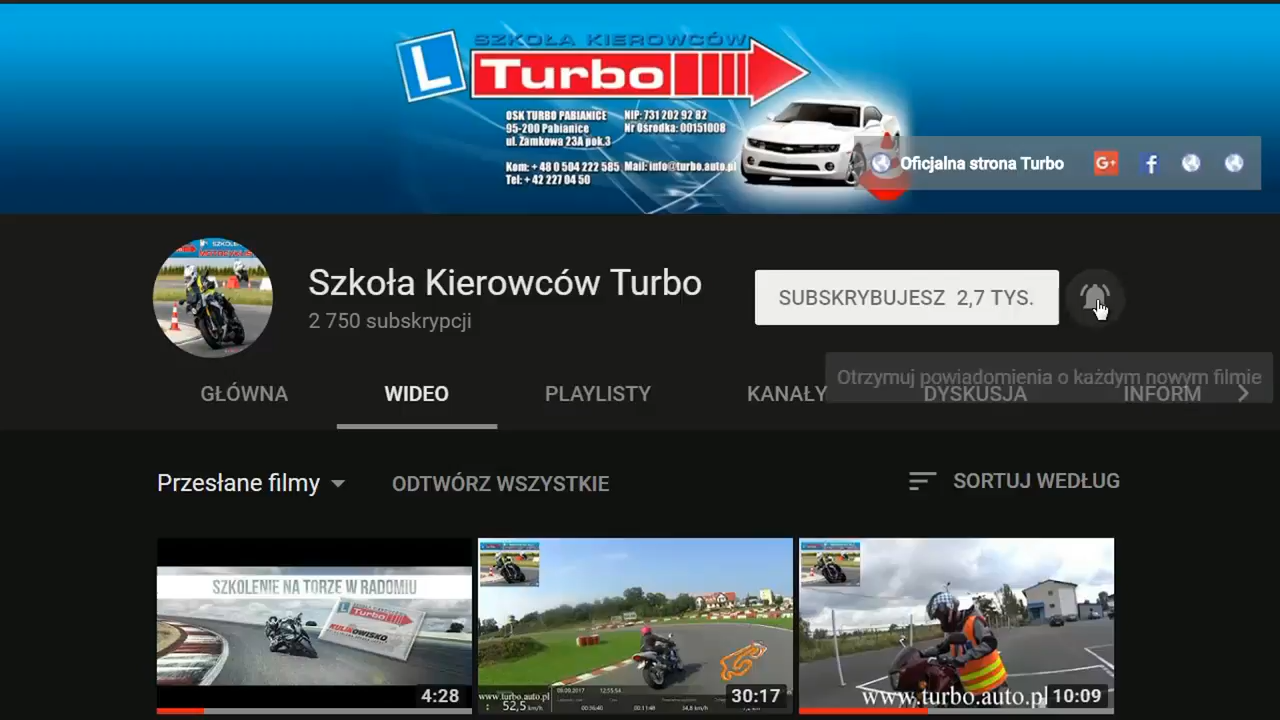 SZKOŁA KIEROWCÓW
L Turbo
OSK TURBO PABIANICE NIP: 731 202 92 82
95-200 Pabianice Nr Ośrodka: 00151008
ul. Zamkowa 23A pok.3
Kom: + 48 0 504 222 585 Mail: info@turbo.auto.pl
Tel: + 42 227 04 50
Oficjalna strona Turbo
G+ f
Szkoła Kierowców Turbo
2 750 subskrypcji
SUBSKRYBUJESZ 2,7 TYS.
Otrzymuj powiadomienia o każdym nowym filmie
GŁÓWNA WIDEO PLAYLISTY KANAŁY DYSKUSJA INFORM
Przesłane filmy ODTWÓRZ WSZYSTKIE SORTUJ WEDŁUG
SZKOLENIE NA TORZE W RADOMIU
L Turbo
KULIKOWISKO
4:28
www.turbo.auto.pl
52,5 km/h
30:17
www.turbo.auto.pl
10:09